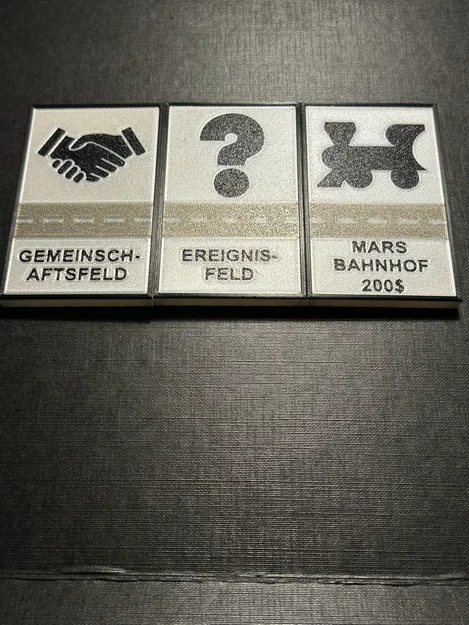 GEMEINSCH-
AFTSFELD
?
EREIGNIS-
FELD
MARS
BAHNHOF
200$